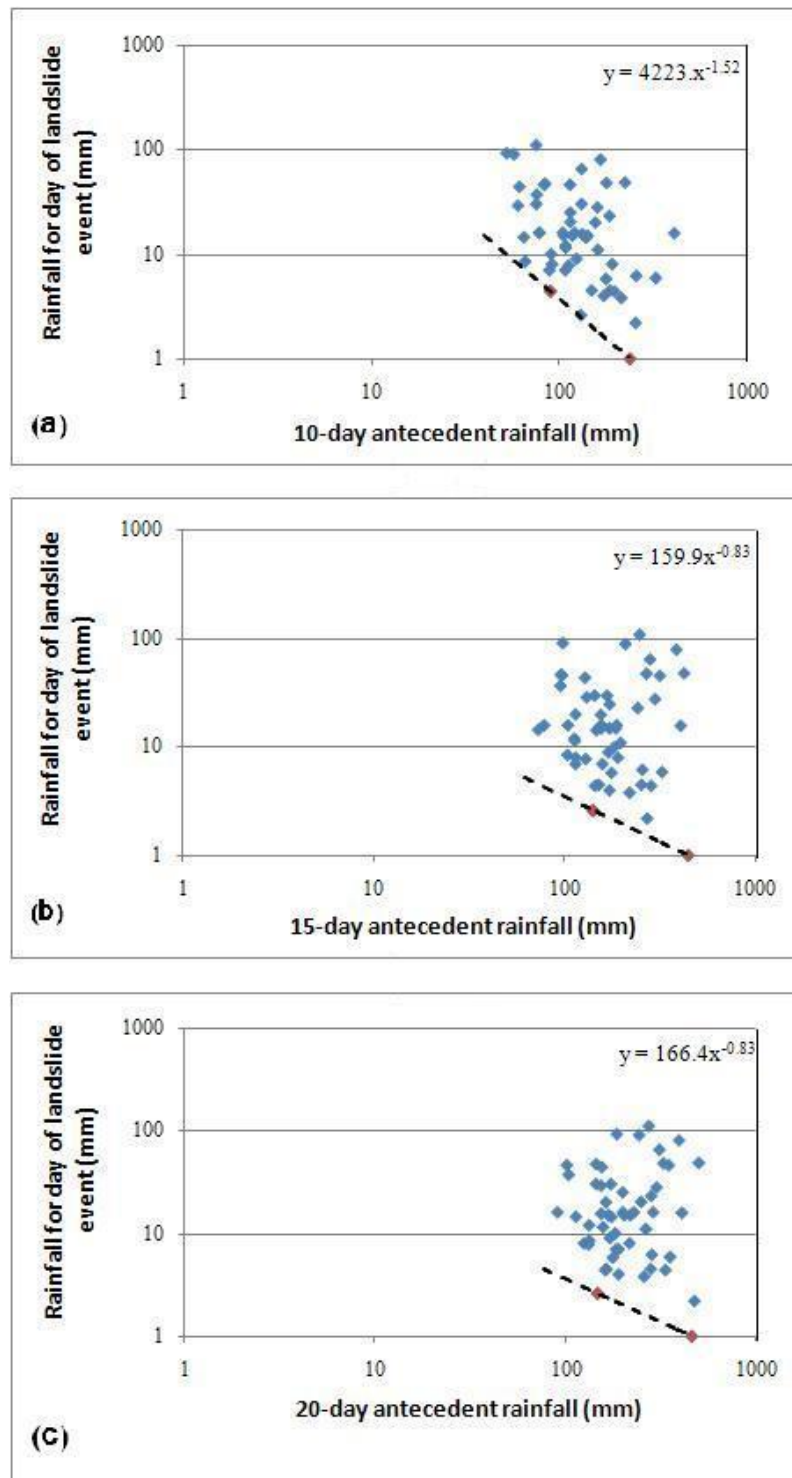 1000
100
10
1
Rainfall for day of landslide
event (mm)
y = 4223.x^-1.52
1 10 100 1000
10-day antecedent rainfall (mm)
(a)
1000
100
10
1
Rainfall for day of landslide
event (mm)
y = 159.9x^-0.83
1 10 100 1000
15-day antecedent rainfall (mm)
(b)
1000
100
10
1
Rainfall for day of landslide
event (mm)
y = 166.4x^-0.83
1 10 100 1000
20-day antecedent rainfall (mm)
(c)